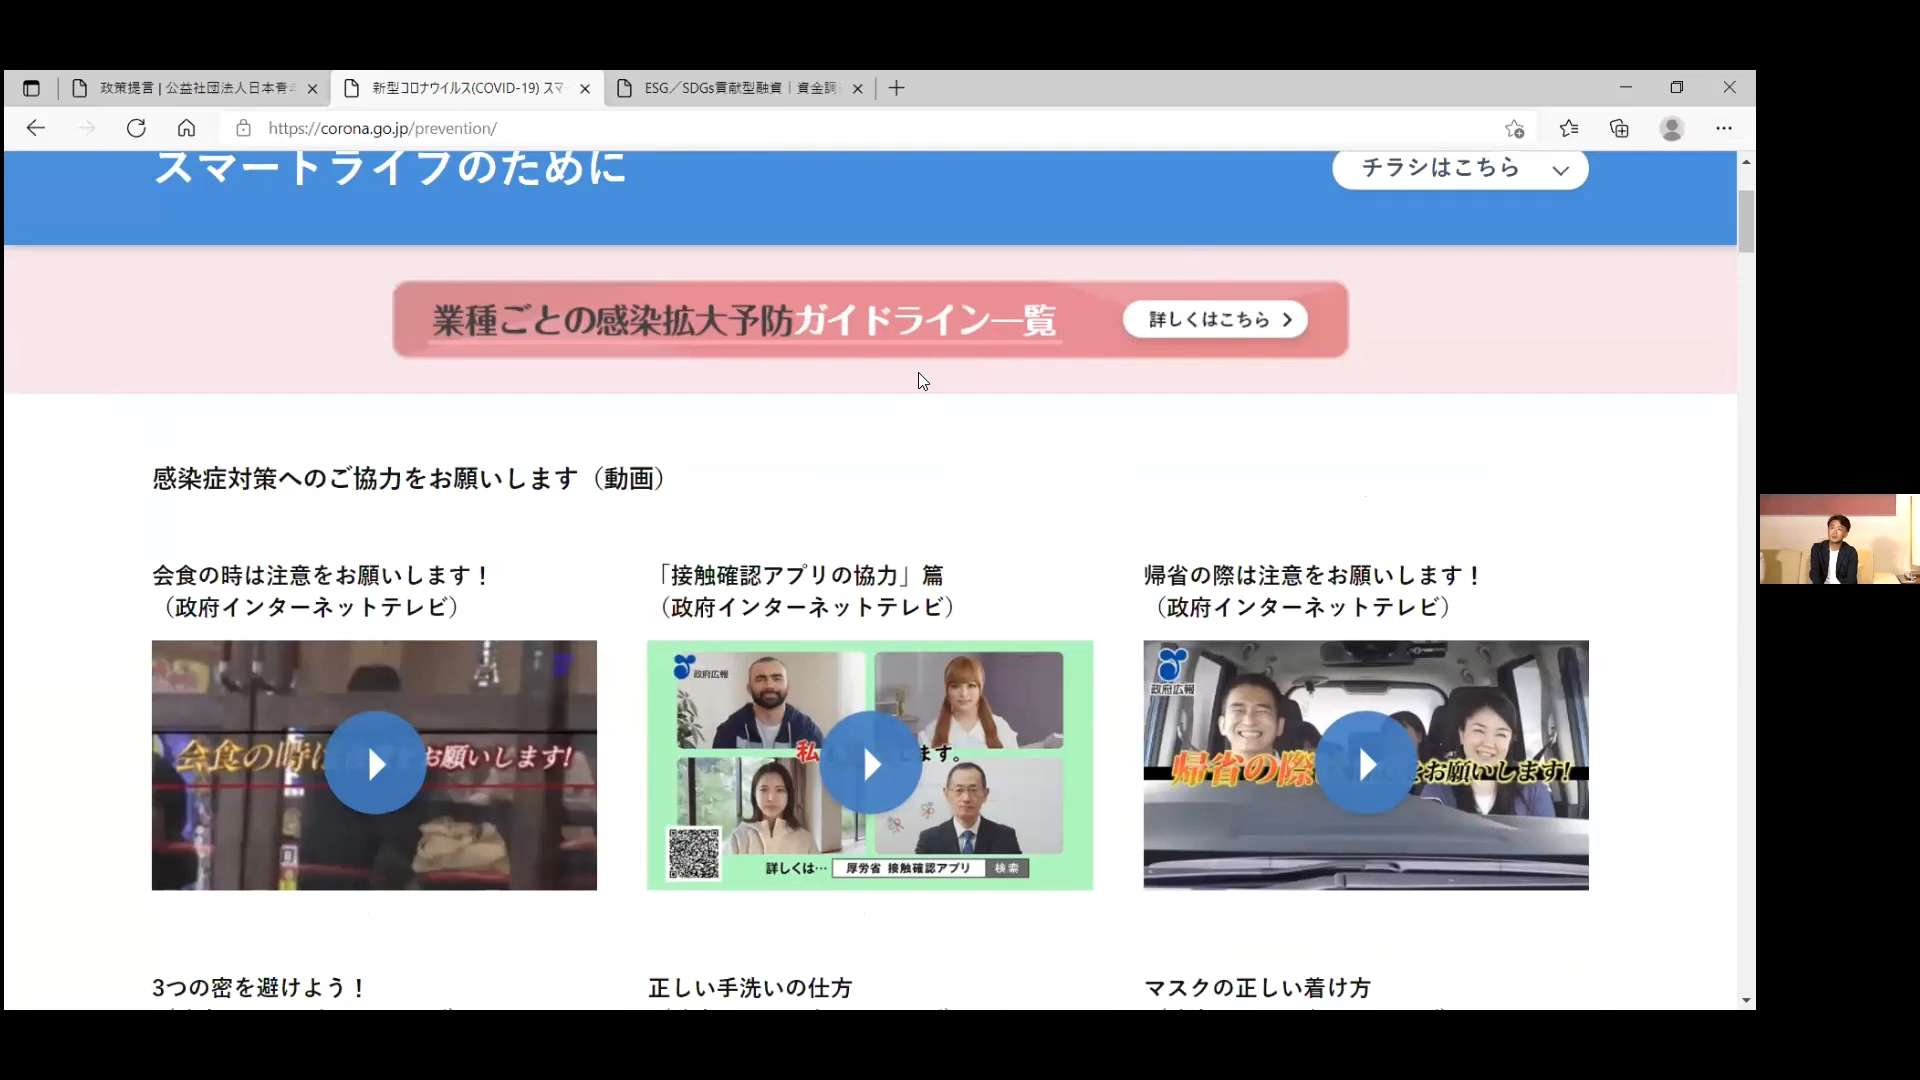 政策提言 | 公益社団法人日本青
新型コロナウイルス(COVID-19) スマ
ESG／SDGs貢献型融資｜資金調
https://corona.go.jp/prevention/
スマートライフのために
チラシはこちら
業種ごとの感染拡大予防ガイドライン一覧
詳しくはこちら
感染症対策へのご協力をお願いします（動画）
会食の時は注意をお願いします！
（政府インターネットテレビ）
「接触確認アプリの協力」篇
（政府インターネットテレビ）
帰省の際は注意をお願いします！
（政府インターネットテレビ）
会食の時は
お願いします!
政府広報
私
ます。
詳しくは…
厚労省 接触確認アプリ
検索
政府広報
帰省の際
をお願いします!
3つの密を避けよう！
正しい手洗いの仕方
マスクの正しい着け方